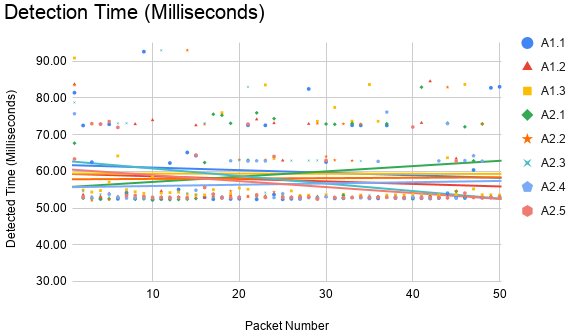 Detection Time (Milliseconds)
Detected Time (Milliseconds)
90.00
80.00
70.00
60.00
50.00
40.00
30.00
10
20
30
40
50
Packet Number
A1.1
A1.2
A1.3
A2.1
A2.2
A2.3
A2.4
A2.5